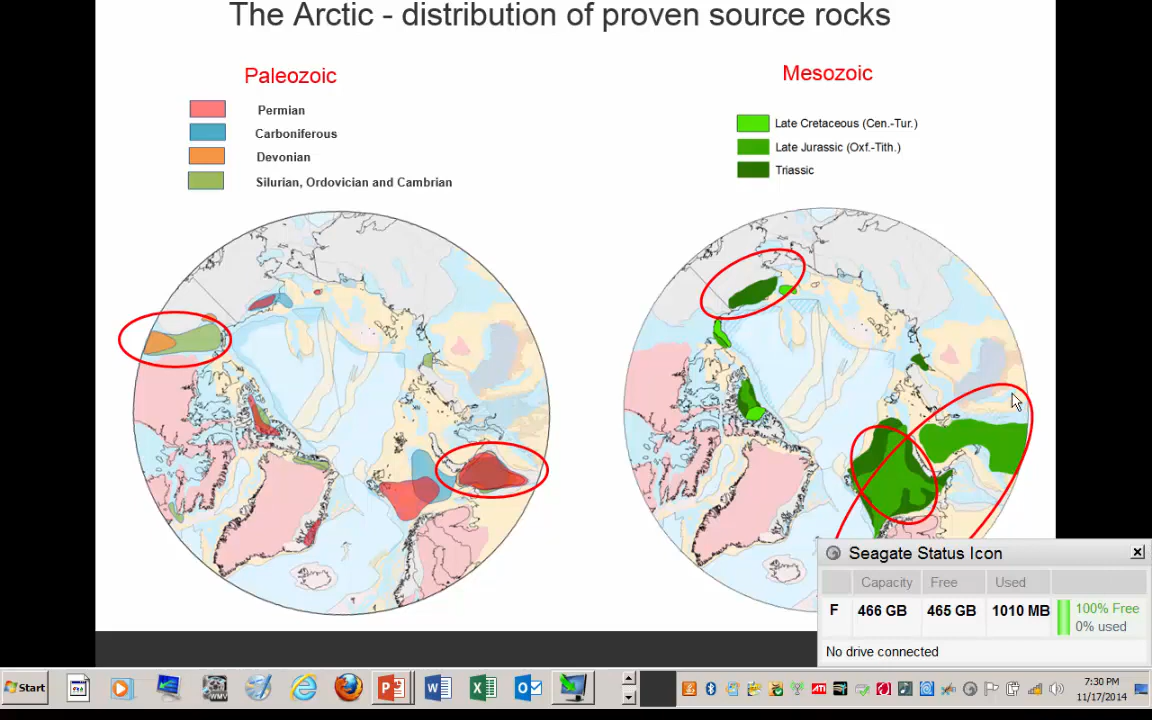 The Arctic - distribution of proven source rocks
Paleozoic
Permian
Carboniferous
Devonian
Silurian, Ordovician and Cambrian
Mesozoic
Late Cretaceous (Cen.-Tur.)
Late Jurassic (Oxf.-Tith.)
Triassic
Seagate Status Icon
Capacity Free Used
F 466 GB 465 GB 1010 MB 100% Free
0% used
No drive connected
Start
7:30 PM
11/17/2014